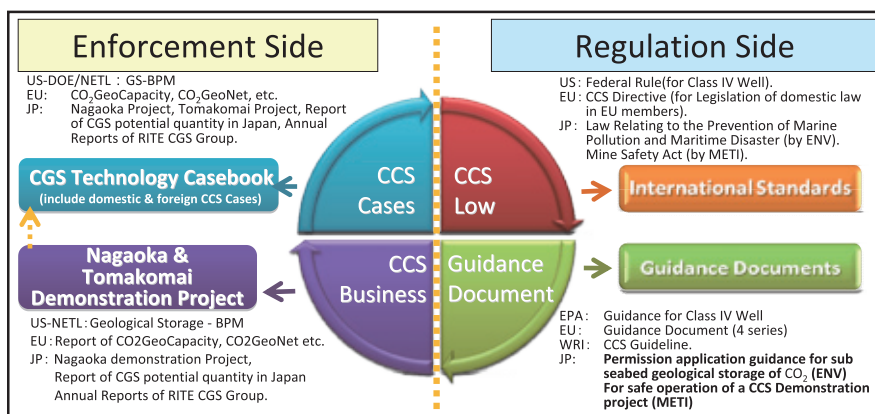 Enforcement Side
US-DOE/NETL：GS-BPM
EU: CO₂GeoCapacity, CO₂GeoNet, etc.
JP: Nagaoka Project, Tomakomai Project, Report
of CGS potential quantity in Japan, Annual
Reports of RITE CGS Group.
CGS Technology Casebook
(include domestic & foreign CCS Cases)
Nagaoka &
Tomakomai
Demonstration Project
US-NETL: Geological Storage - BPM
EU: Report of CO2GeoCapacity, CO2GeoNet etc.
JP: Nagaoka demonstration Project,
Report of CGS potential quantity in Japan
Annual Reports of RITE CGS Group.
CCS
Cases
CCS
Low
CCS
Business
Guidance
Document
Regulation Side
US: Federal Rule(for Class IV Well).
EU: CCS Directive (for Legislation of domestic law
in EU members).
JP: Law Relating to the Prevention of Marine
Pollution and Maritime Disaster (by ENV).
Mine Safety Act (by METI).
International Standards
Guidance Documents
EPA: Guidance for Class IV Well
EU: Guidance Document (4 series)
WRI: CCS Guideline.
JP: Permission application guidance for sub
seabed geological storage of CO₂ (ENV)
For safe operation of a CCS Demonstration
project (METI)